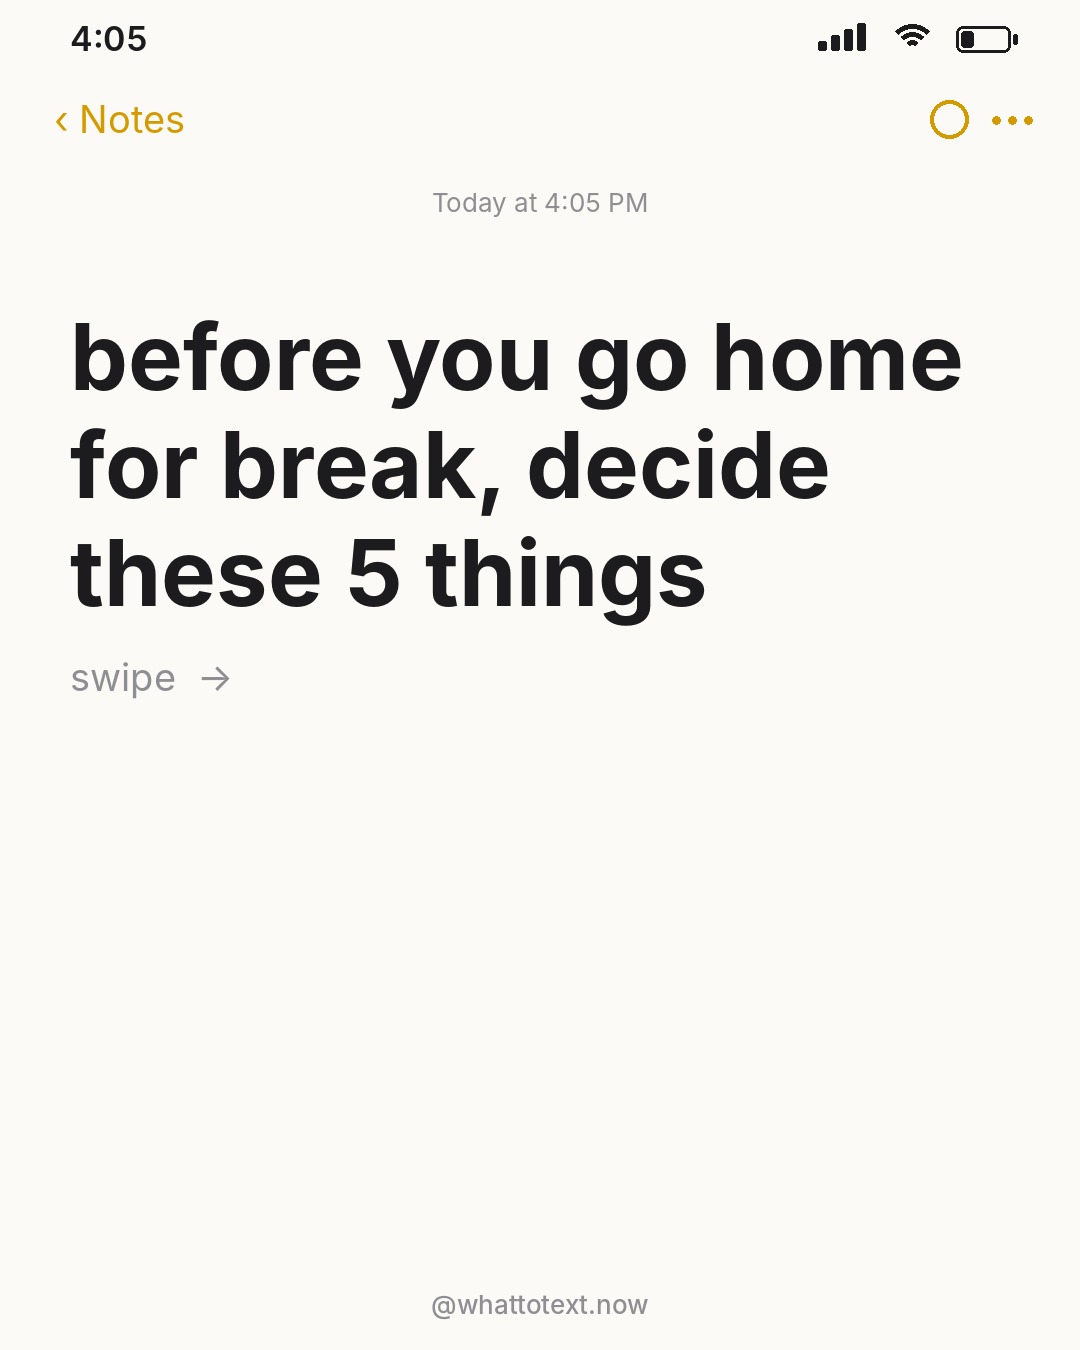 4:05
‹ Notes
Today at 4:05 PM
before you go home
for break, decide
these 5 things
swipe →
@whattotext.now